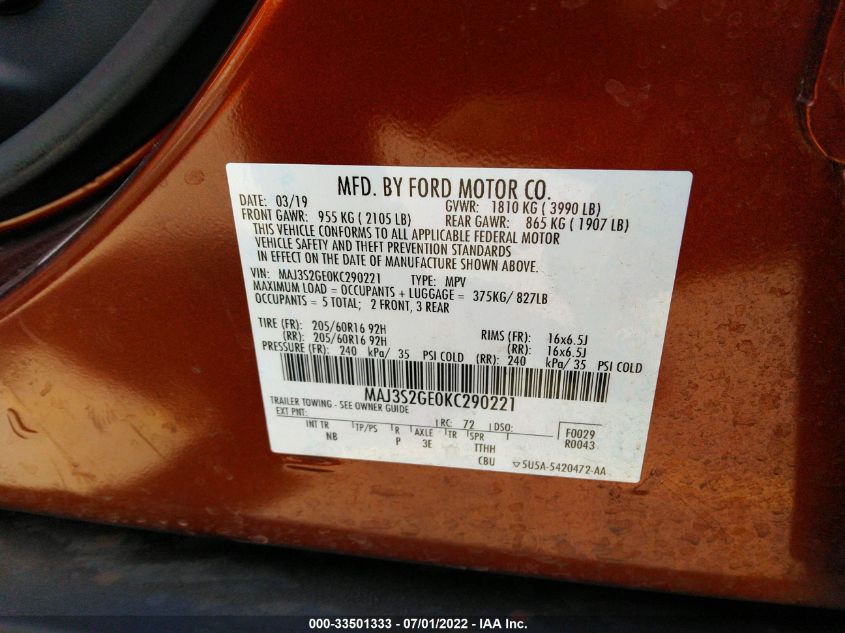 MFD. BY FORD MOTOR CO.
DATE: 03/19 GVWR: 1810 KG ( 3990 LB)
FRONT GAWR: 955 KG ( 2105 LB) REAR GAWR: 865 KG ( 1907 LB)
THIS VEHICLE CONFORMS TO ALL APPLICABLE FEDERAL MOTOR
VEHICLE SAFETY AND THEFT PREVENTION STANDARDS
IN EFFECT ON THE DATE OF MANUFACTURE SHOWN ABOVE.
VIN: MAJ3S2GE0KC290221 TYPE: MPV
MAXIMUM LOAD = OCCUPANTS + LUGGAGE = 375KG/ 827LB
OCCUPANTS = 5 TOTAL; 2 FRONT, 3 REAR
TIRE (FR): 205/60R16 92H RIMS (FR): 16x6.5J
(RR): 205/60R16 92H (RR): 16x6.5J
PRESSURE (FR): 240 kPa/ 35 PSI COLD (RR): 240 kPa/ 35 PSI COLD
MAJ3S2GE0KC290221
TRAILER TOWING - SEE OWNER GUIDE
EXT PNT: RC: 72 DSO: F0029
INT TR TP/PS R AXLE TR SPR R0043
NB P 3E TTHH
CBU 5U5A-5420472-AA
000-33501333 - 07/01/2022 - IAA Inc.